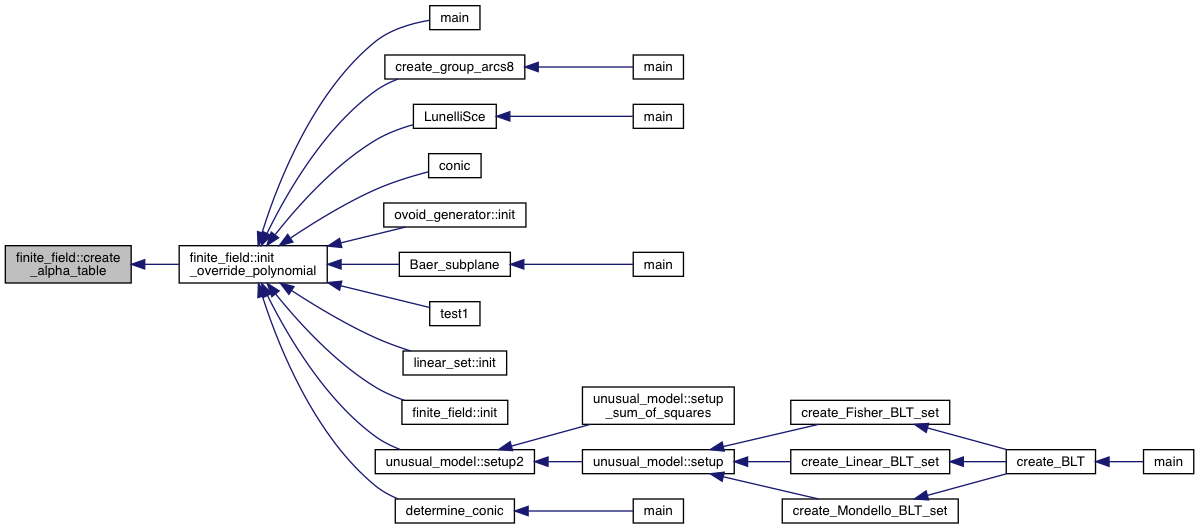 main
create_group_arcs8
main
LunelliSce
main
conic
ovoid_generator::init
finite_field::create
_alpha_table
finite_field::init
_override_polynomial
Baer_subplane
main
test1
linear_set::init
finite_field::init
unusual_model::setup
_sum_of_squares
create_Fisher_BLT_set
unusual_model::setup2
unusual_model::setup
create_Linear_BLT_set
create_BLT
main
determine_conic
main
create_Mondello_BLT_set